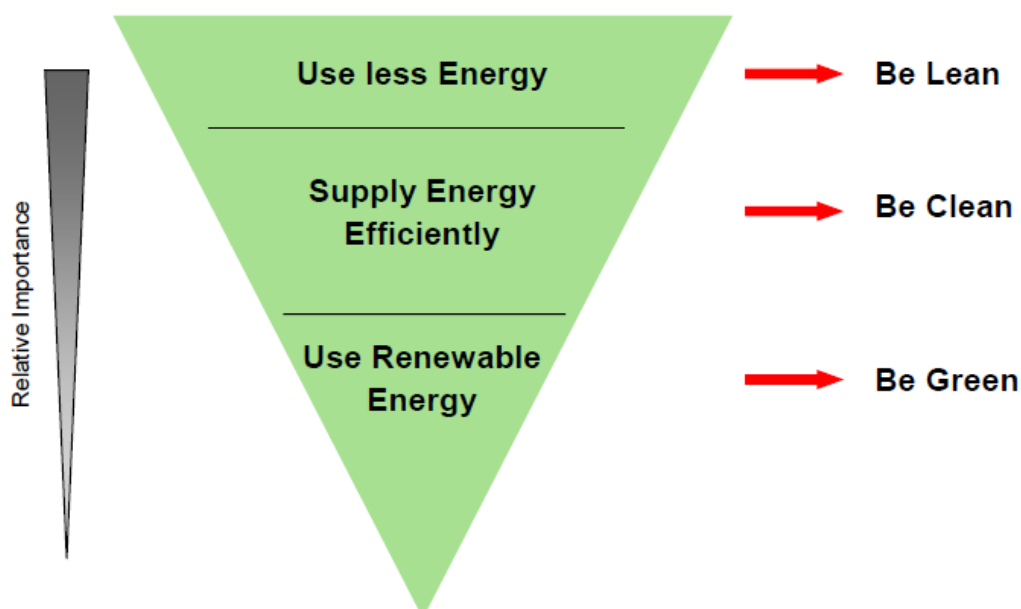 Use less Energy
Be Lean
Supply Energy
Efficiently
Be Clean
Use Renewable
Energy
Be Green
Relative Importance